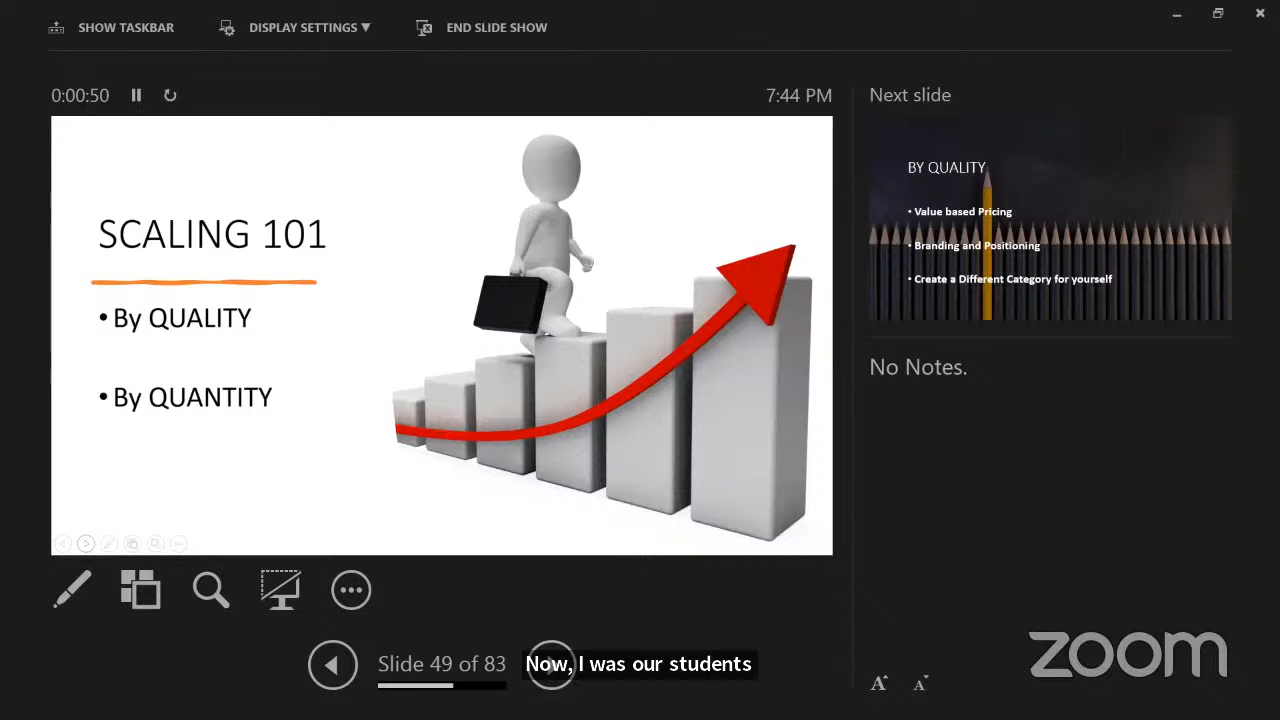 SHOW TASKBAR
DISPLAY SETTINGS ▼
END SLIDE SHOW
0:00:50
7:44 PM
Next slide
SCALING 101
• By QUALITY
• By QUANTITY
BY QUALITY
• Value based Pricing
• Branding and Positioning
• Create a Different Category for yourself
No Notes.
Slide 49 of 83
Now, I was our students
zoom
A A